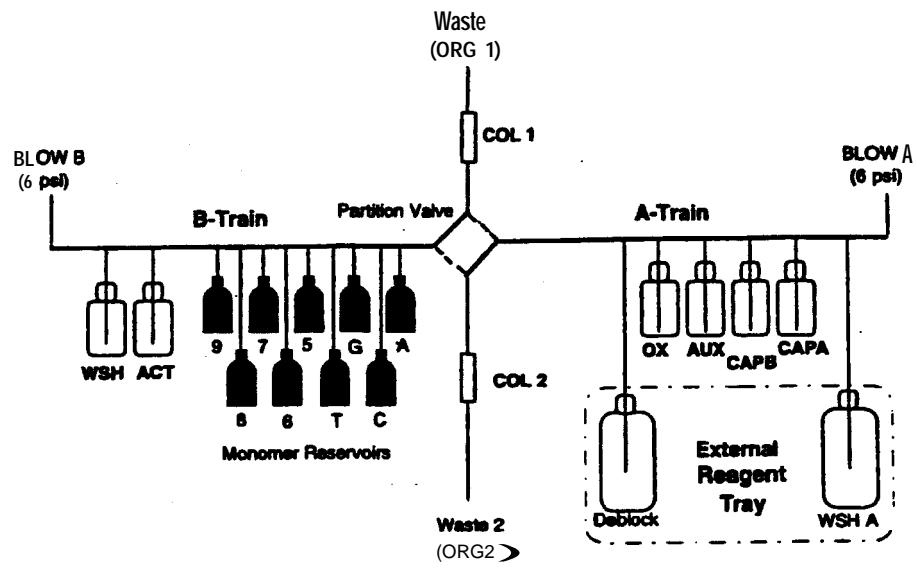 Waste
(ORG 1)
COL 1
BLOW B
(6 psi)
BLOW A
(6 psi)
B-Train
Partition Valve
A-Train
WSH
ACT
9
7
5
G
A
8
6
T
C
Monomer Reservoirs
OX
AUX
CAPB
CAPA
COL 2
External
Reagent
Tray
Deblock
WSH A
Waste 2
(ORG2)